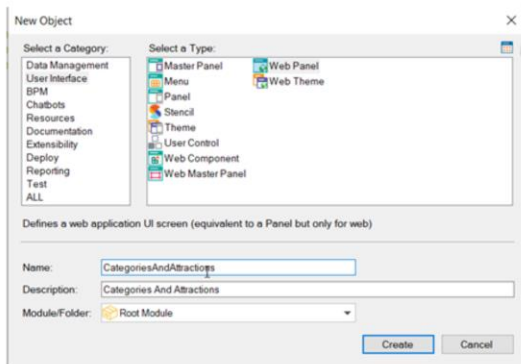 New Object
Select a Category:
Select a Type:
Data Management
User Interface
BPM
Chatbots
Resources
Documentation
Extensibility
Deploy
Reporting
Test
ALL
Master Panel
Menu
Panel
Stencil
Theme
User Control
Web Component
Web Master Panel
Web Panel
Web Theme
Defines a web application UI screen (equivalent to a Panel but only for web)
Name: CategoriesAndAttractions
Description: Categories And Attractions
Module/Folder: Root Module
Create Cancel